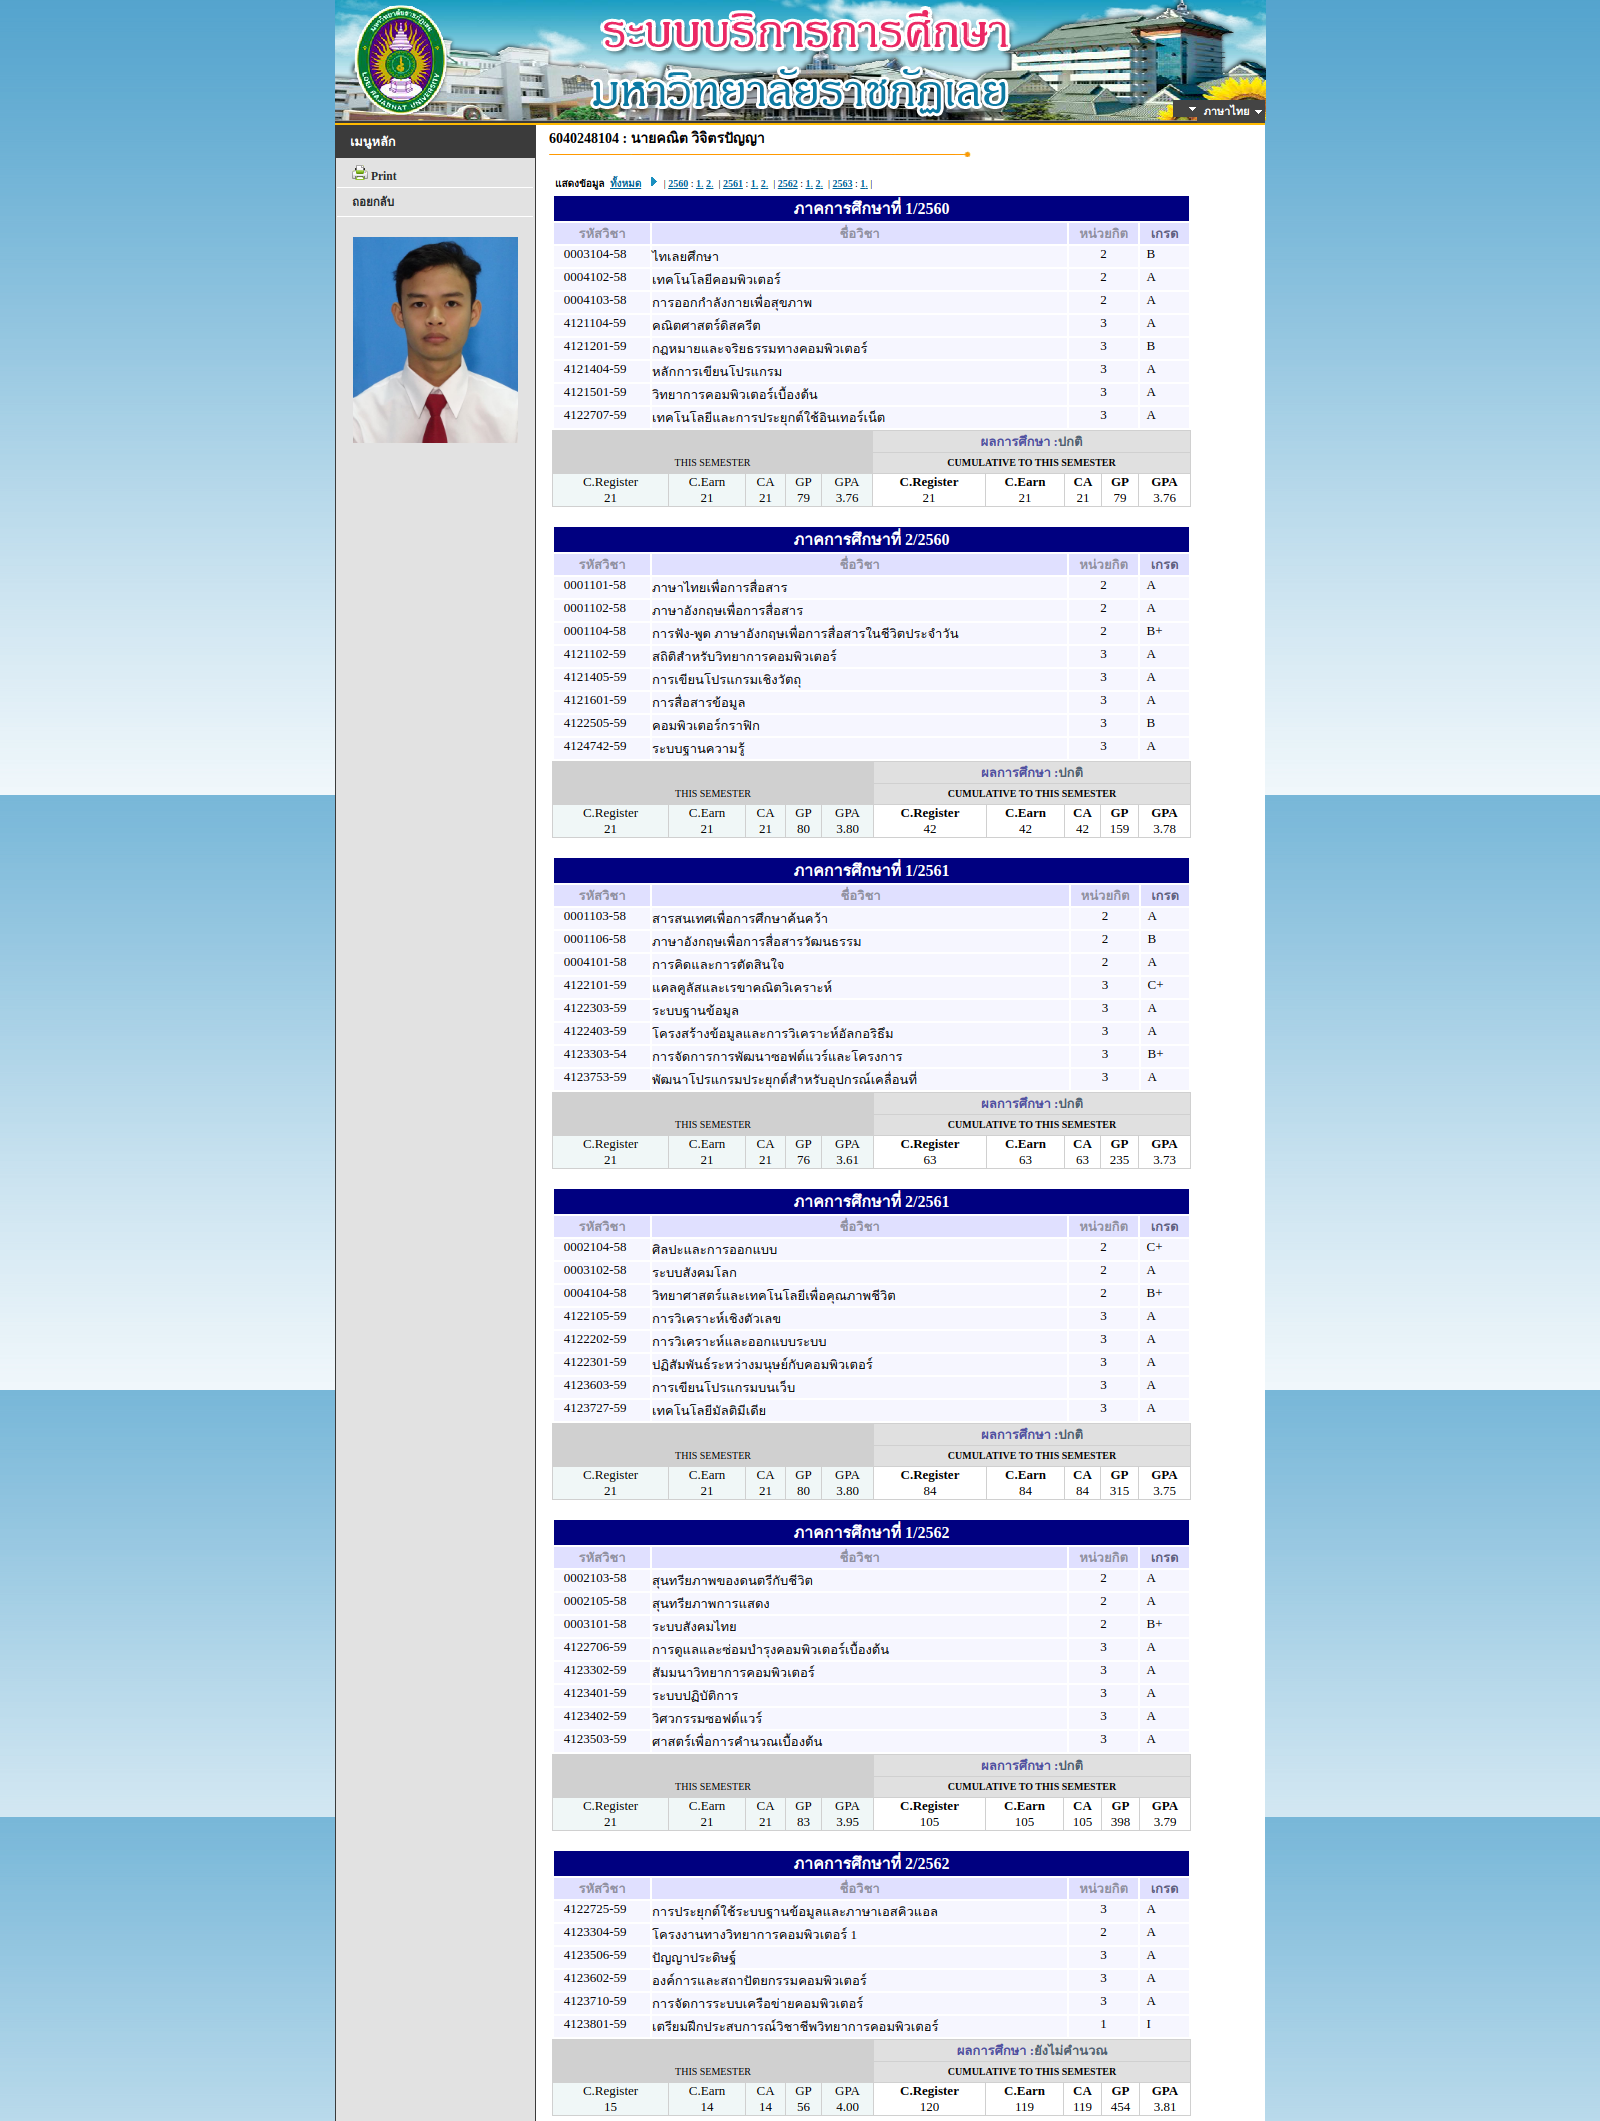 มหาวิทยาลัยราชภัฏเลย
LOEI RAJABHAT UNIVERSITY
ระบบบริการการศึกษา
มหาวิทยาลัยราชภัฏเลย
ภาษาไทย
เมนูหลัก
Print
ถอยกลับ
6040248104 : นายคณิต วิจิตรปัญญา
แสดงข้อมูล ทั้งหมด | 2560 : 1. 2. | 2561 : 1. 2. | 2562 : 1. 2. | 2563 : 1. |
ภาคการศึกษาที่ 1/2560
รหัสวิชา ชื่อวิชา หน่วยกิต เกรด
0003104-58 ไทเลยศึกษา 2 B
0004102-58 เทคโนโลยีคอมพิวเตอร์ 2 A
0004103-58 การออกกำลังกายเพื่อสุขภาพ 2 A
4121104-59 คณิตศาสตร์ดิสครีต 3 A
4121201-59 กฎหมายและจริยธรรมทางคอมพิวเตอร์ 3 B
4121404-59 หลักการเขียนโปรแกรม 3 A
4121501-59 วิทยาการคอมพิวเตอร์เบื้องต้น 3 A
4122707-59 เทคโนโลยีและการประยุกต์ใช้อินเทอร์เน็ต 3 A
ผลการศึกษา :ปกติ
THIS SEMESTER CUMULATIVE TO THIS SEMESTER
C.Register C.Earn CA GP GPA C.Register C.Earn CA GP GPA
21 21 21 79 3.76 21 21 21 79 3.76
ภาคการศึกษาที่ 2/2560
รหัสวิชา ชื่อวิชา หน่วยกิต เกรด
0001101-58 ภาษาไทยเพื่อการสื่อสาร 2 A
0001102-58 ภาษาอังกฤษเพื่อการสื่อสาร 2 A
0001104-58 การฟัง-พูด ภาษาอังกฤษเพื่อการสื่อสารในชีวิตประจำวัน 2 B+
4121102-59 สถิติสำหรับวิทยาการคอมพิวเตอร์ 3 A
4121405-59 การเขียนโปรแกรมเชิงวัตถุ 3 A
4121601-59 การสื่อสารข้อมูล 3 A
4122505-59 คอมพิวเตอร์กราฟิก 3 B
4124742-59 ระบบฐานความรู้ 3 A
ผลการศึกษา :ปกติ
THIS SEMESTER CUMULATIVE TO THIS SEMESTER
C.Register C.Earn CA GP GPA C.Register C.Earn CA GP GPA
21 21 21 80 3.80 42 42 42 159 3.78
ภาคการศึกษาที่ 1/2561
รหัสวิชา ชื่อวิชา หน่วยกิต เกรด
0001103-58 สารสนเทศเพื่อการศึกษาค้นคว้า 2 A
0001106-58 ภาษาอังกฤษเพื่อการสื่อสารวัฒนธรรม 2 B
0004101-58 การคิดและการตัดสินใจ 2 A
4122101-59 แคลคูลัสและเรขาคณิตวิเคราะห์ 3 C+
4122303-59 ระบบฐานข้อมูล 3 A
4122403-59 โครงสร้างข้อมูลและการวิเคราะห์อัลกอริธึม 3 A
4123303-54 การจัดการการพัฒนาซอฟต์แวร์และโครงการ 3 B+
4123753-59 พัฒนาโปรแกรมประยุกต์สำหรับอุปกรณ์เคลื่อนที่ 3 A
ผลการศึกษา :ปกติ
THIS SEMESTER CUMULATIVE TO THIS SEMESTER
C.Register C.Earn CA GP GPA C.Register C.Earn CA GP GPA
21 21 21 76 3.61 63 63 63 235 3.73
ภาคการศึกษาที่ 2/2561
รหัสวิชา ชื่อวิชา หน่วยกิต เกรด
0002104-58 ศิลปะและการออกแบบ 2 C+
0003102-58 ระบบสังคมโลก 2 A
0004104-58 วิทยาศาสตร์และเทคโนโลยีเพื่อคุณภาพชีวิต 2 B+
4122105-59 การวิเคราะห์เชิงตัวเลข 3 A
4122202-59 การวิเคราะห์และออกแบบระบบ 3 A
4122301-59 ปฏิสัมพันธ์ระหว่างมนุษย์กับคอมพิวเตอร์ 3 A
4123603-59 การเขียนโปรแกรมบนเว็บ 3 A
4123727-59 เทคโนโลยีมัลติมีเดีย 3 A
ผลการศึกษา :ปกติ
THIS SEMESTER CUMULATIVE TO THIS SEMESTER
C.Register C.Earn CA GP GPA C.Register C.Earn CA GP GPA
21 21 21 80 3.80 84 84 84 315 3.75
ภาคการศึกษาที่ 1/2562
รหัสวิชา ชื่อวิชา หน่วยกิต เกรด
0002103-58 สุนทรียภาพของดนตรีกับชีวิต 2 A
0002105-58 สุนทรียภาพการแสดง 2 A
0003101-58 ระบบสังคมไทย 2 B+
4122706-59 การดูแลและซ่อมบำรุงคอมพิวเตอร์เบื้องต้น 3 A
4123302-59 สัมมนาวิทยาการคอมพิวเตอร์ 3 A
4123401-59 ระบบปฏิบัติการ 3 A
4123402-59 วิศวกรรมซอฟต์แวร์ 3 A
4123503-59 ศาสตร์เพื่อการคำนวณเบื้องต้น 3 A
ผลการศึกษา :ปกติ
THIS SEMESTER CUMULATIVE TO THIS SEMESTER
C.Register C.Earn CA GP GPA C.Register C.Earn CA GP GPA
21 21 21 83 3.95 105 105 105 398 3.79
ภาคการศึกษาที่ 2/2562
รหัสวิชา ชื่อวิชา หน่วยกิต เกรด
4122725-59 การประยุกต์ใช้ระบบฐานข้อมูลและภาษาเอสคิวแอล 3 A
4123304-59 โครงงานทางวิทยาการคอมพิวเตอร์ 1 2 A
4123506-59 ปัญญาประดิษฐ์ 3 A
4123602-59 องค์การและสถาปัตยกรรมคอมพิวเตอร์ 3 A
4123710-59 การจัดการระบบเครือข่ายคอมพิวเตอร์ 3 A
4123801-59 เตรียมฝึกประสบการณ์วิชาชีพวิทยาการคอมพิวเตอร์ 1 I
ผลการศึกษา :ยังไม่คำนวณ
THIS SEMESTER CUMULATIVE TO THIS SEMESTER
C.Register C.Earn CA GP GPA C.Register C.Earn CA GP GPA
15 14 14 56 4.00 120 119 119 454 3.81